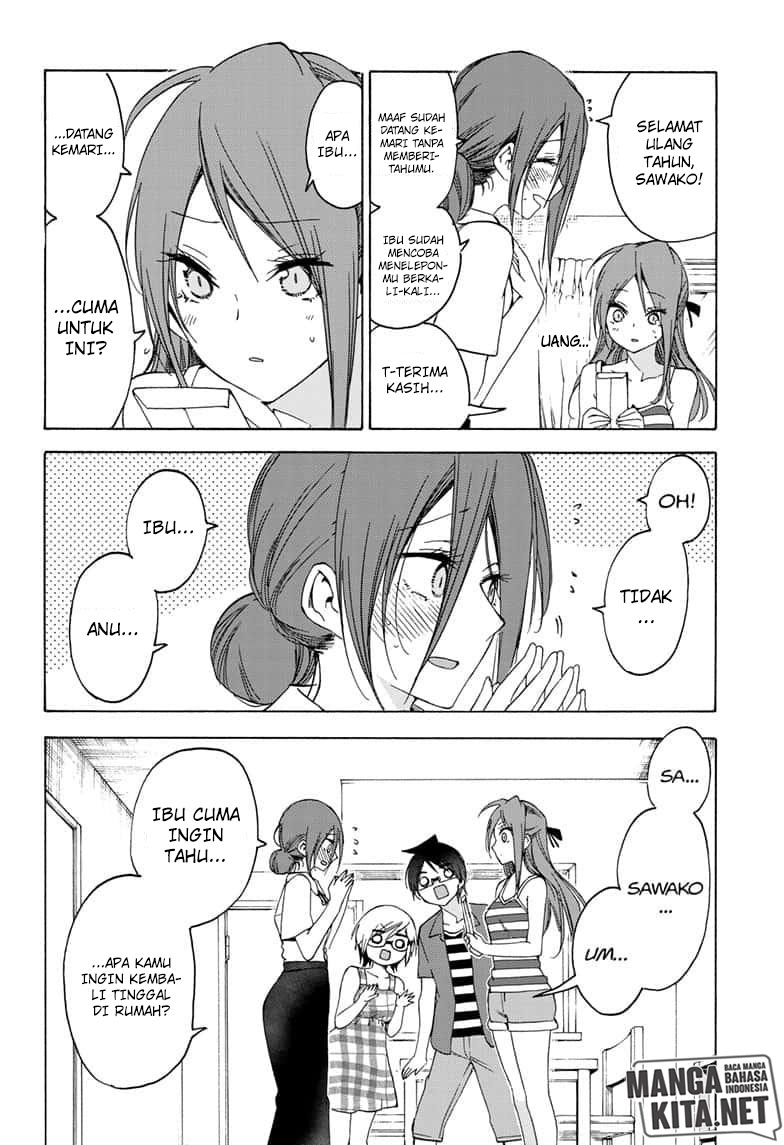 SELAMAT
ULANG
TAHUN,
SAWAKO!
MAAF SUDAH
DATANG KE-
MARI TANPA
MEMBERI-
TAHUMU.
IBU SUDAH
MENCOBA
MENELEPON-
MU BERKA-
LI-KALI...
UANG...
T-TERIMA
KASIH...
APA
IBU...
...DATANG
KEMARI...
...CUMA
UNTUK
INI?
OH!
TIDAK
...
IBU...
ANU...
SA...
SAWAKO
...
UM...
IBU CUMA
INGIN
TAHU...
...APA KAMU
INGIN KEMBA-
LI TINGGAL
DI RUMAH?
MANGA
BACA MANGA
BAHASA
INDONESIA
KITA.NET